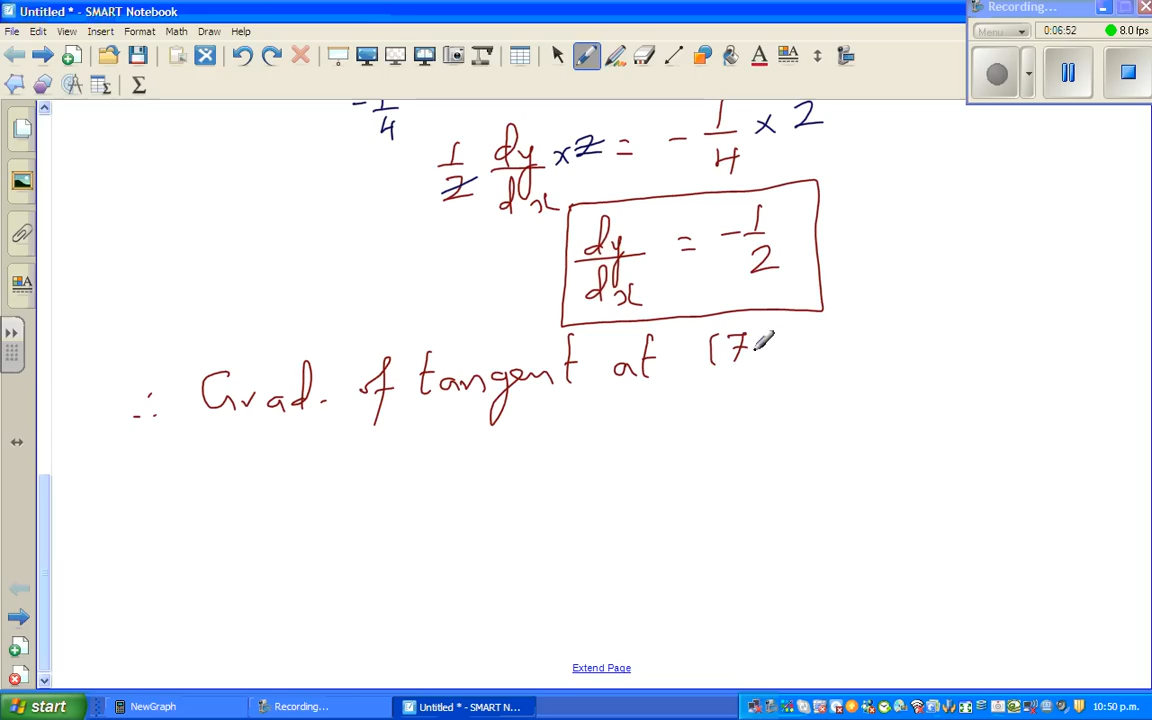 Untitled * - SMART Notebook
Recording...
File Edit View Insert Format Math Draw Help
Menu
0:06:52
8.0 fps
-1/4
1/2 dy/dx x 2 = - 1/4 x 2
dy/dx = -1/2
∴ Grad. of tangent at (7
Extend Page
start
NewGraph
Recording...
Untitled * - SMART N...
10:50 p.m.